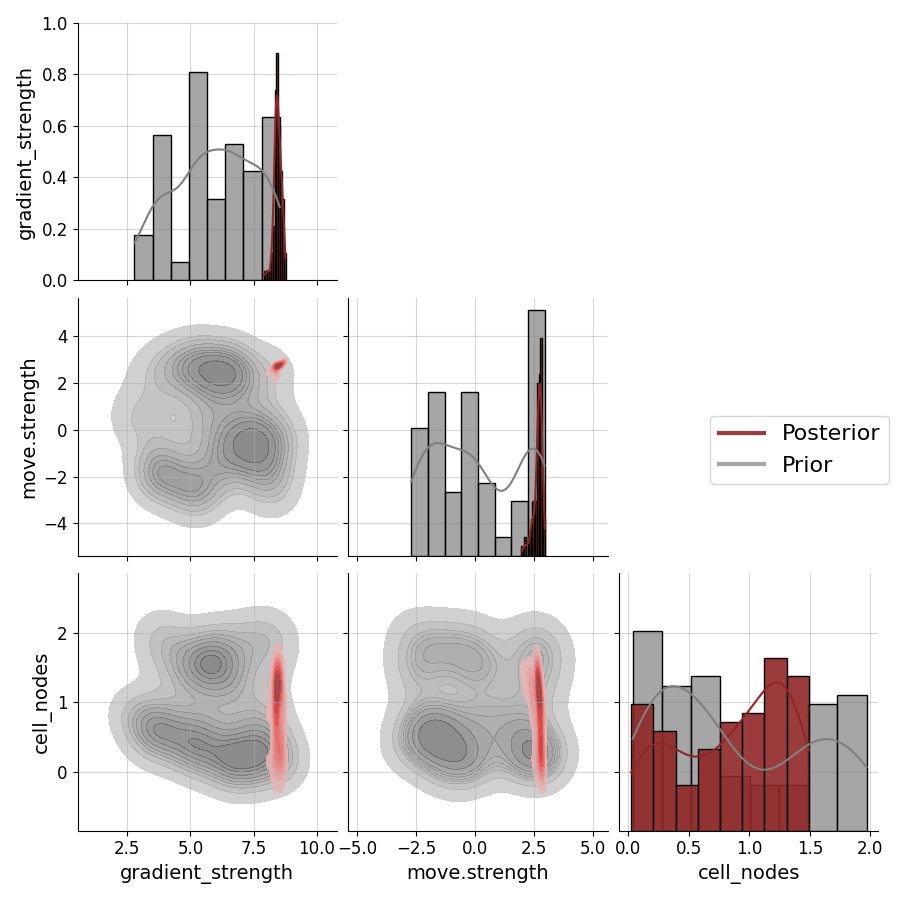 1.0
0.8
0.6
0.4
0.2
0.0
gradient_strength
4
2
0
−2
−4
move.strength
Posterior
Prior
2
1
0
cell_nodes
2.5 5.0 7.5 10.0
−5.0 −2.5 0.0 2.5 5.0
0.0 0.5 1.0 1.5 2.0
gradient_strength
move.strength
cell_nodes